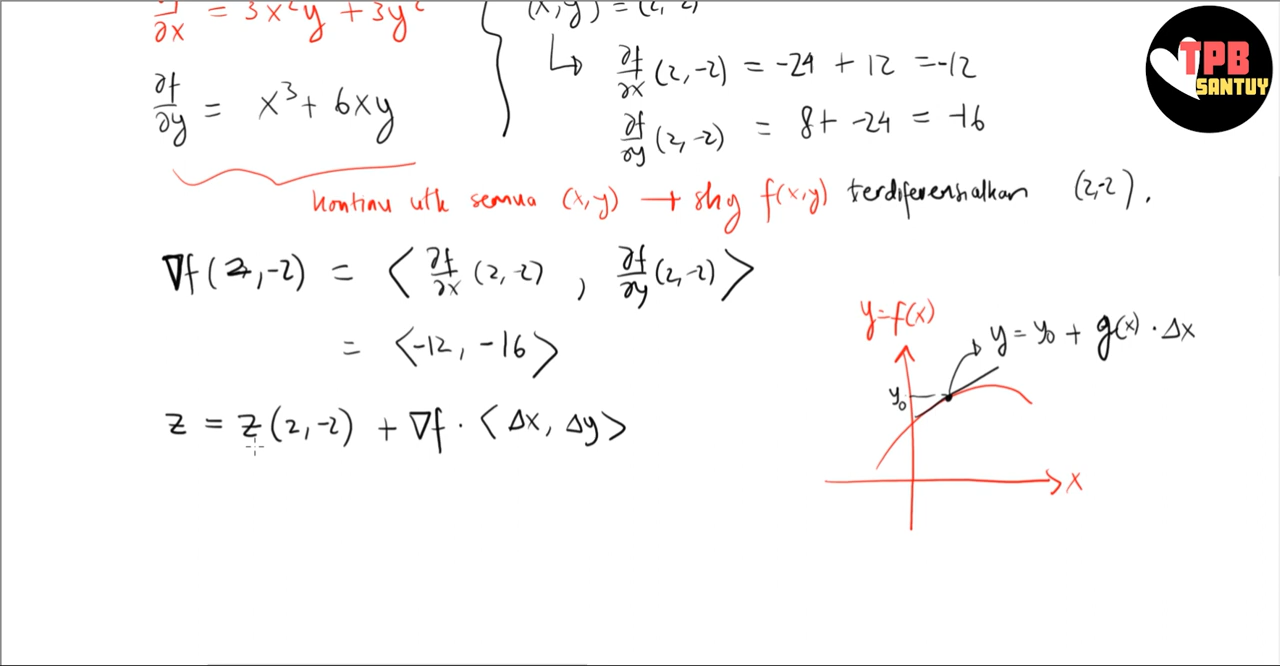 ∂f/∂x = 3x²y + 3y²
(x,y) = (2,-2)
∂f/∂y = x³ + 6xy
↳ ∂f/∂x (2,-2) = -24 + 12 = -12
∂f/∂y (2,-2) = 8 + -24 = -16
kontinu utk semua (x,y) → shg f(x,y) terdiferensialkan (2,-2).
∇f(2,-2) = < ∂f/∂x (2,-2) , ∂f/∂y (2,-2) >
= <-12, -16>
z = z(2,-2) + ∇f · < Δx, Δy >
y=f(x)
y = y₀ + g(x) · Δx
y₀
x
TPB
SANTUY